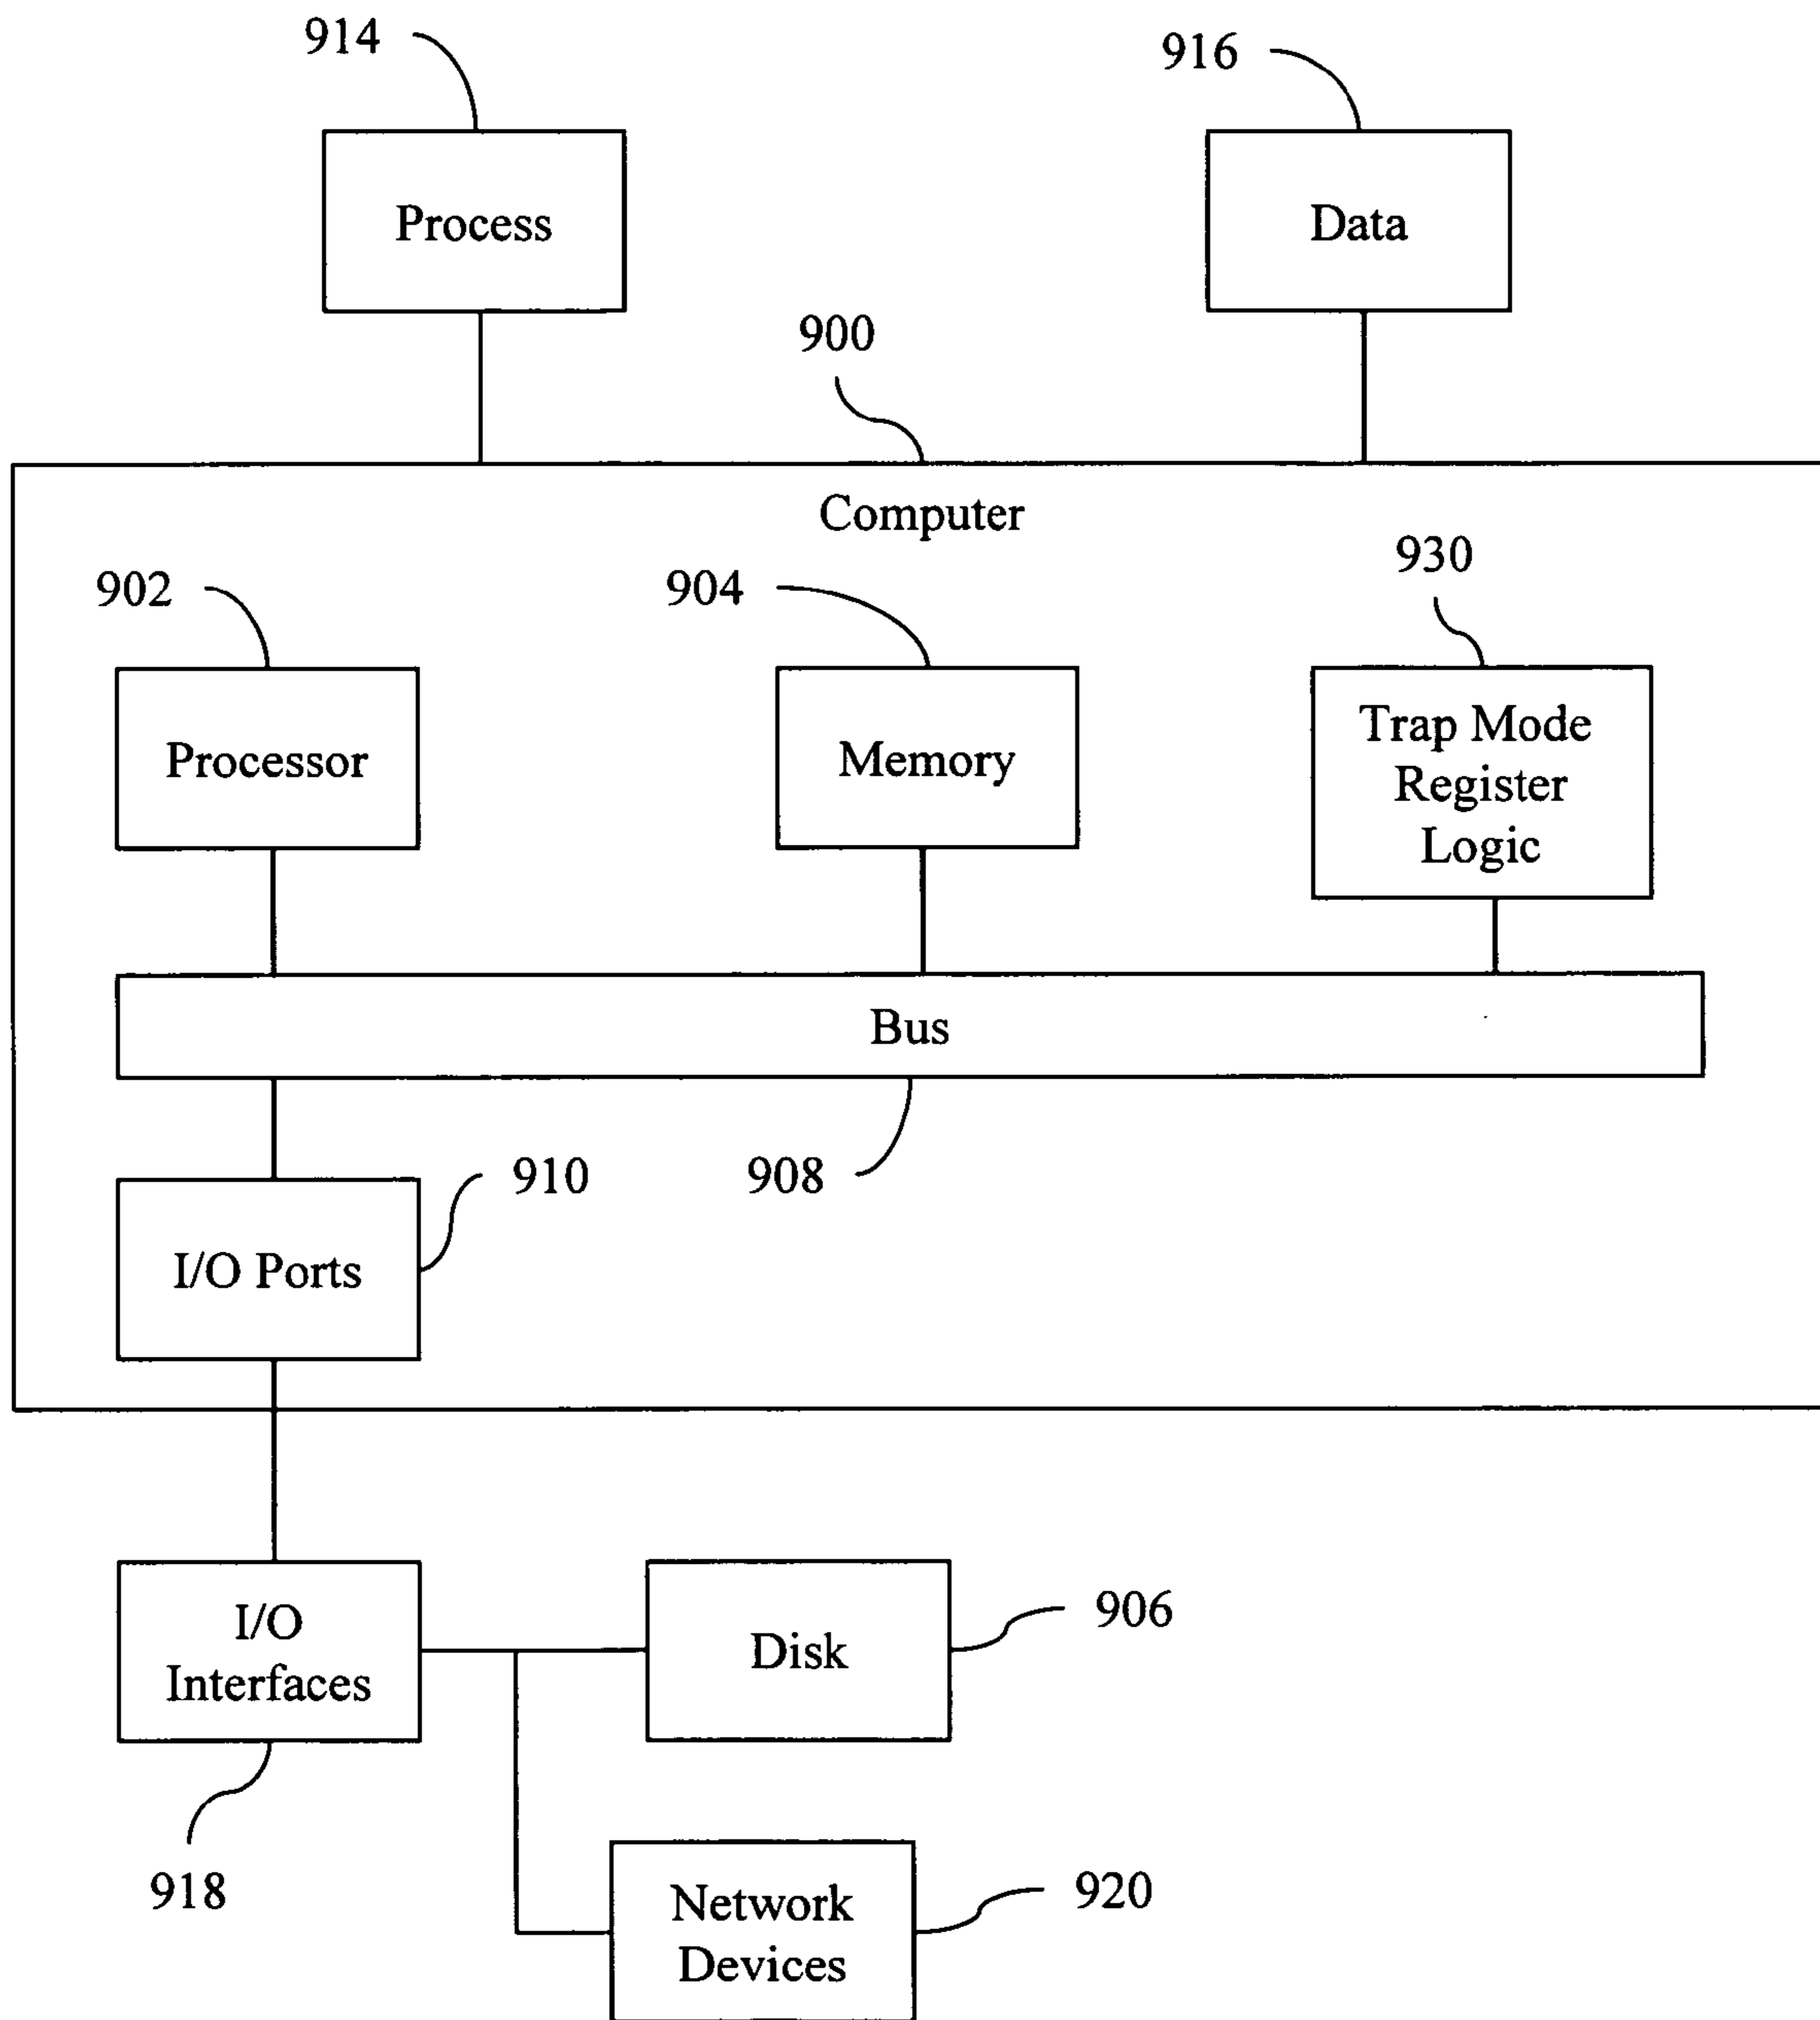 914
916
Process
Data
900
Computer
902
904
930
Processor
Memory
Trap Mode
Register
Logic
Bus
910
908
I/O Ports
I/O
Interfaces
Disk
906
918
Network
Devices
920